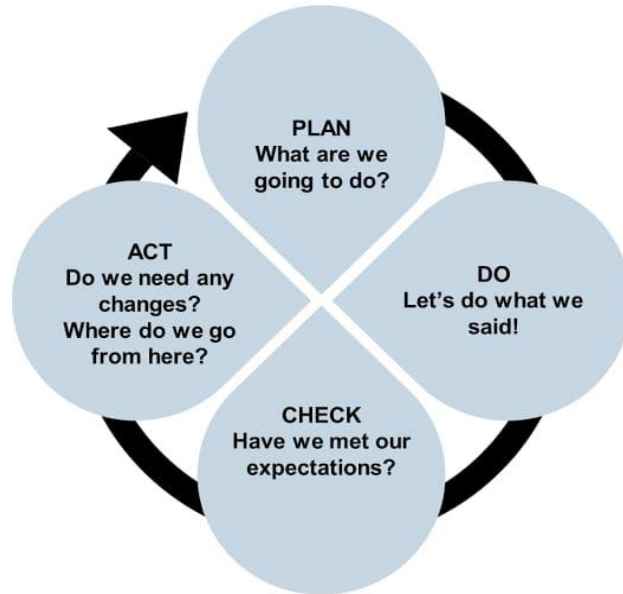 PLAN
What are we
going to do?
DO
Let's do what we
said!
CHECK
Have we met our
expectations?
ACT
Do we need any
changes?
Where do we go
from here?